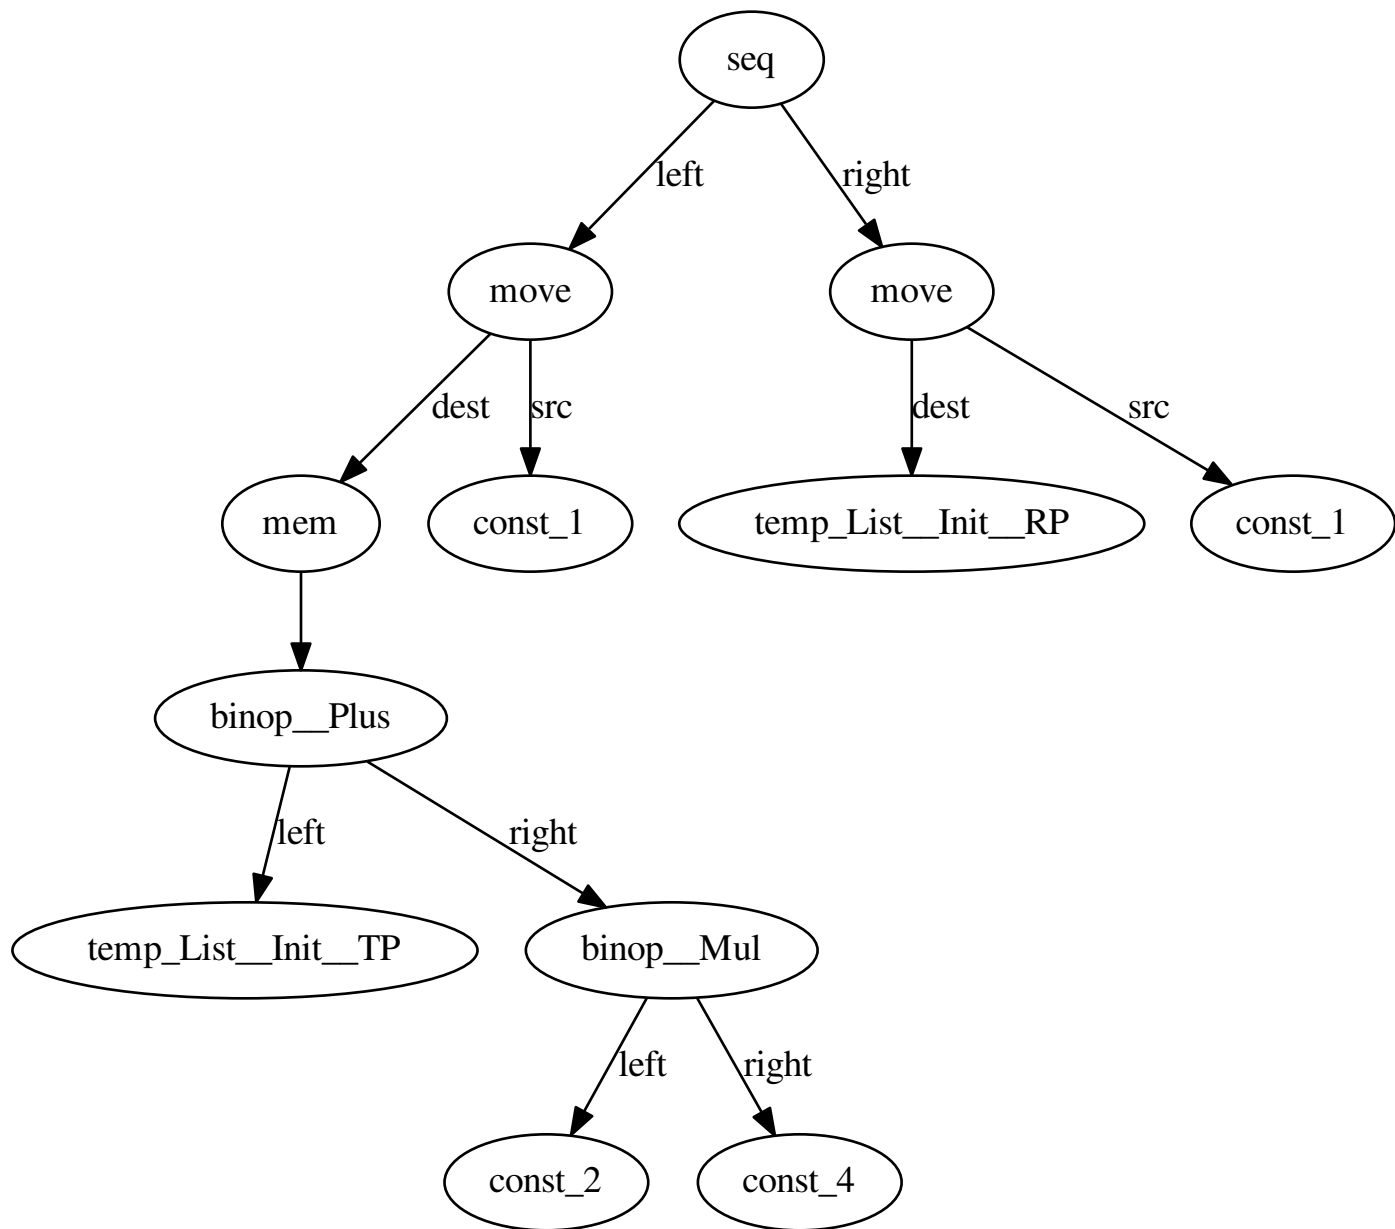 seq
left
right
move
move
dest
src
dest
src
mem
const_1
temp_List__Init__RP
const_1
binop__Plus
left
right
temp_List__Init__TP
binop__Mul
left
right
const_2
const_4